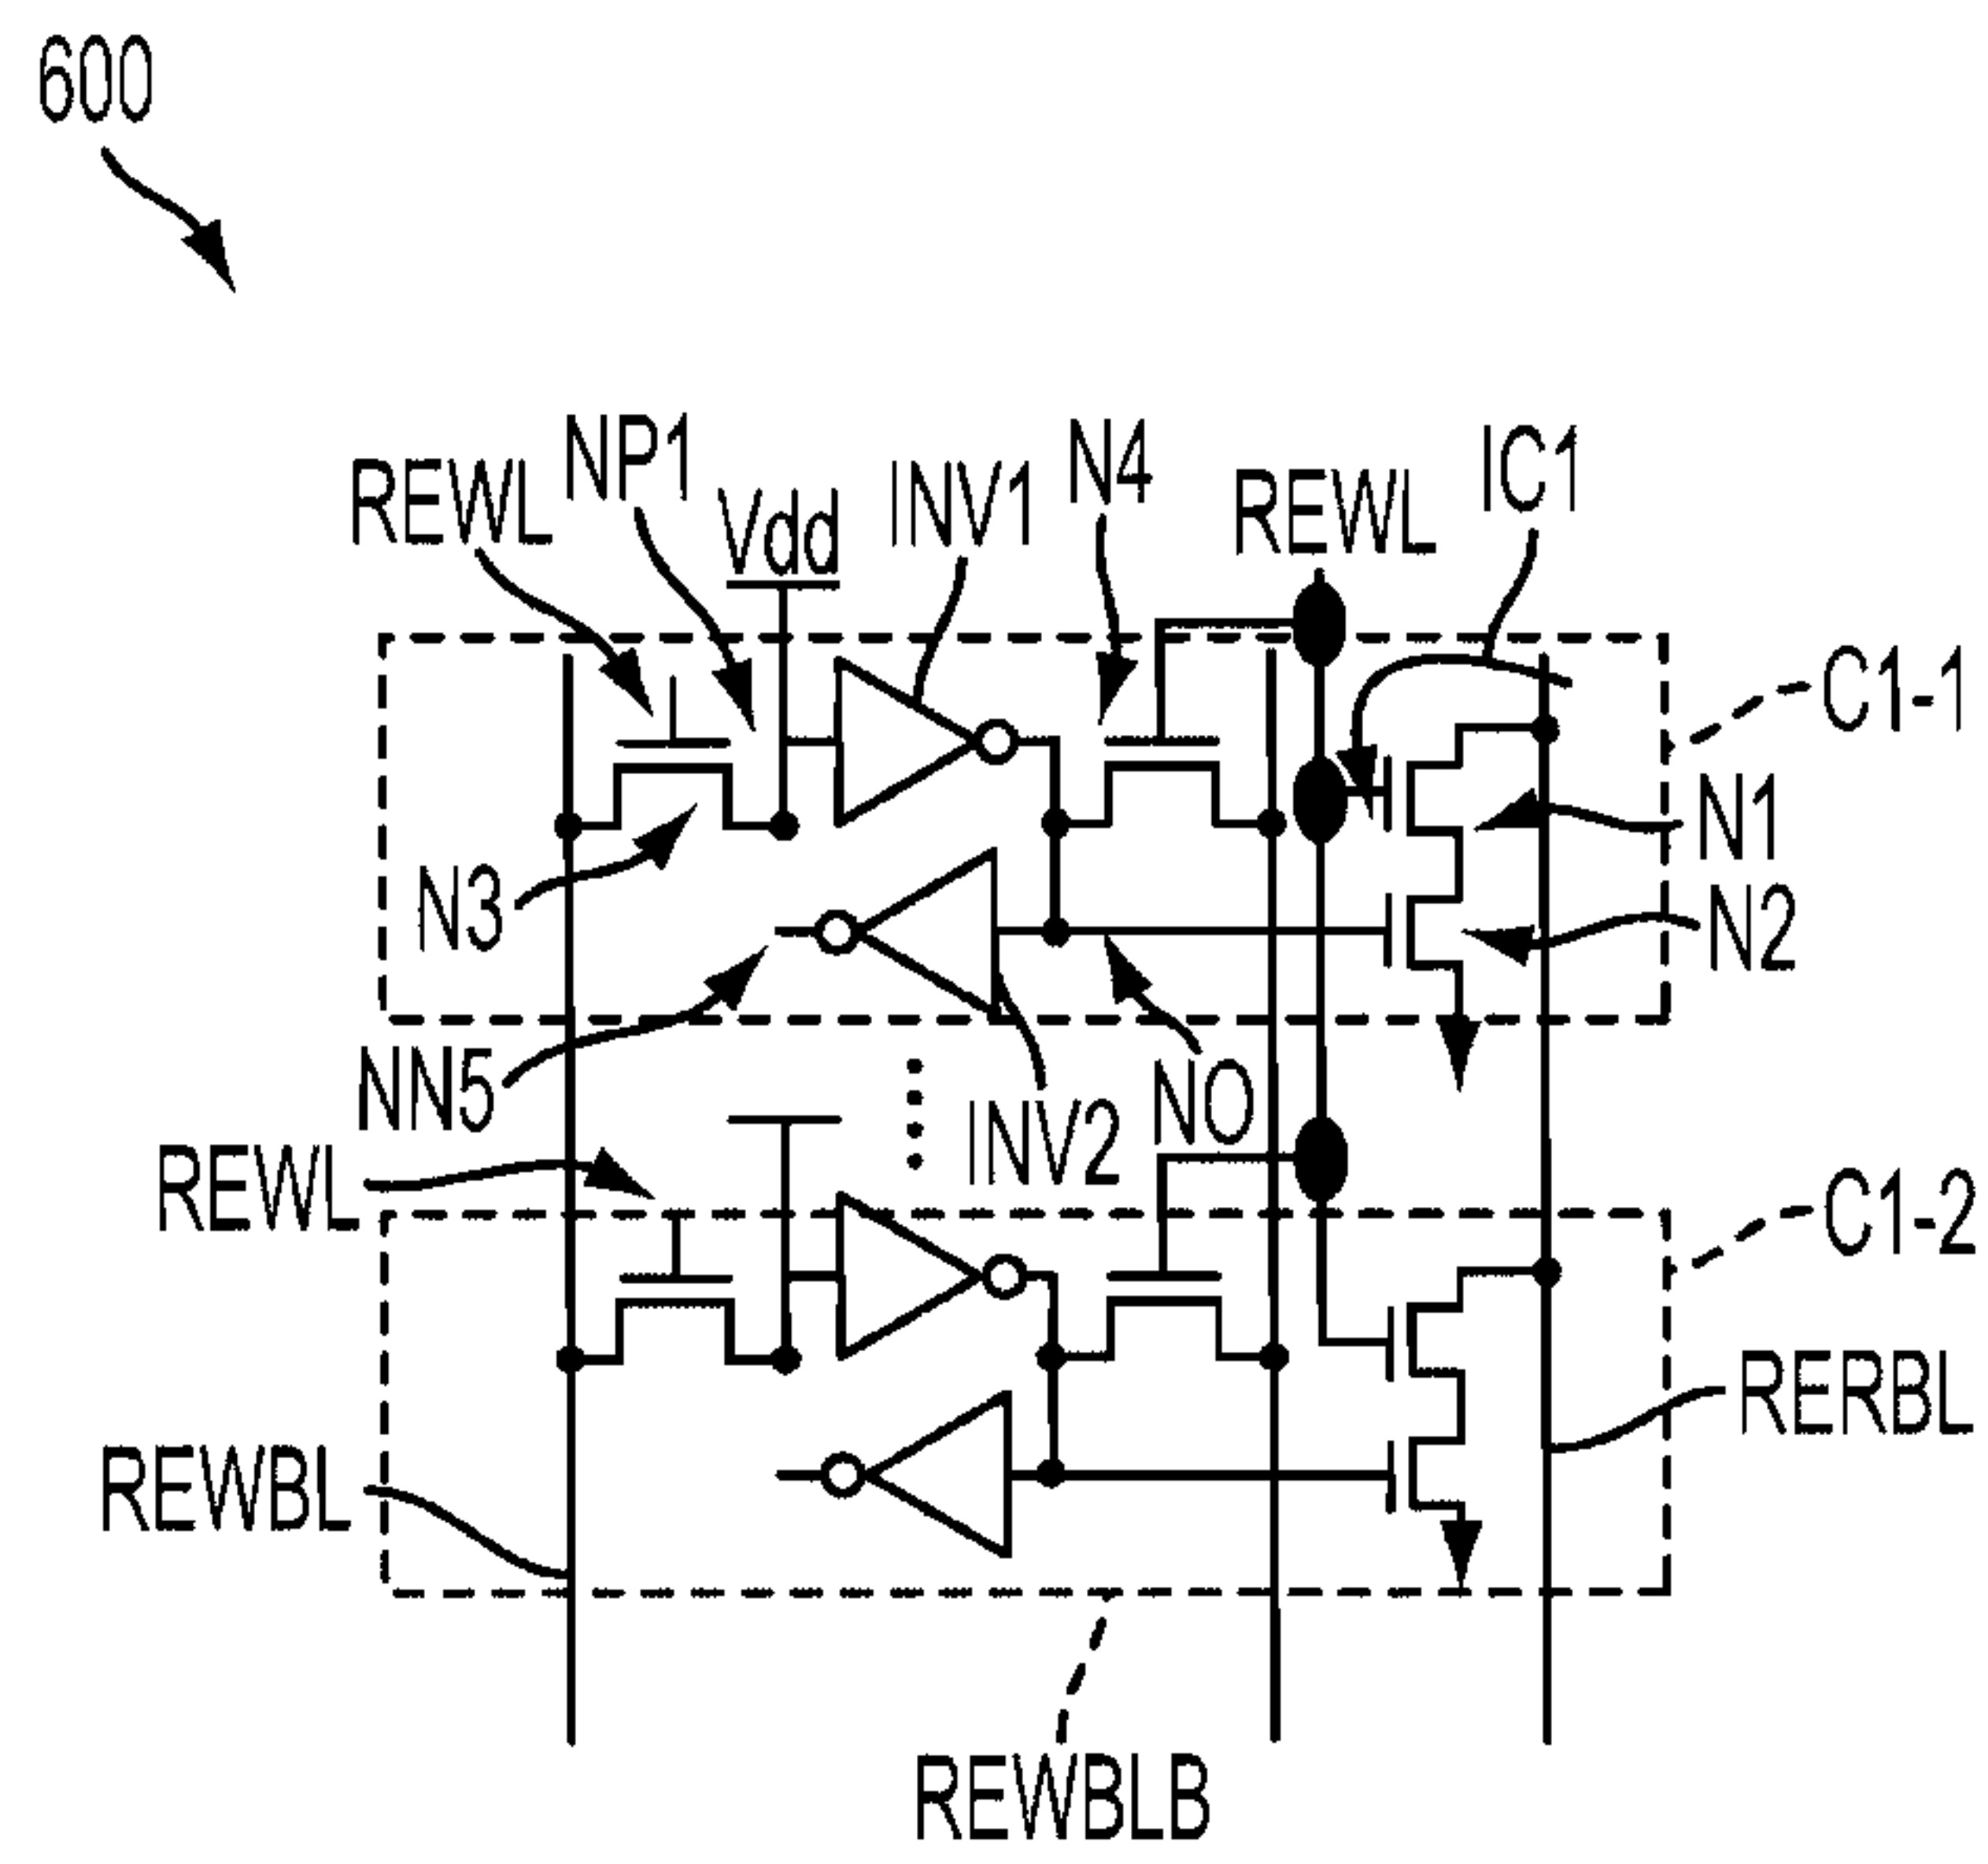 600
REWL
NP1
Vdd
INV1
N4
REWL
IC1
C1-1
N1
N3
N2
NN5
INV2
NO
REWL
C1-2
RERBL
REWBL
REWBLB